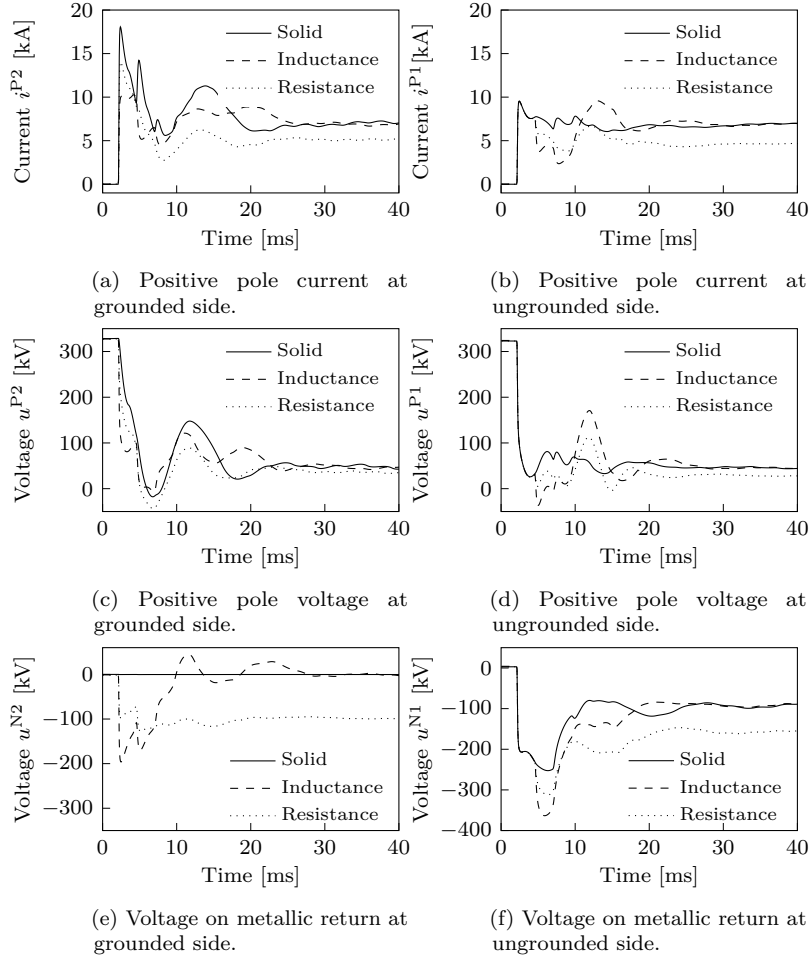 Current i^P2 [kA]
20
15
10
5
0
Solid
Inductance
Resistance
0 10 20 30 40
Time [ms]
(a) Positive pole current at
grounded side.
Current i^P1 [kA]
20
15
10
5
0
Solid
Inductance
Resistance
0 10 20 30 40
Time [ms]
(b) Positive pole current at
ungrounded side.
Voltage u^P2 [kV]
300
200
100
0
Solid
Inductance
Resistance
0 10 20 30 40
Time [ms]
(c) Positive pole voltage at
grounded side.
Voltage u^P1 [kV]
300
200
100
0
Solid
Inductance
Resistance
0 10 20 30 40
Time [ms]
(d) Positive pole voltage at
ungrounded side.
Voltage u^N2 [kV]
0
−100
−200
−300
Solid
Inductance
Resistance
0 10 20 30 40
Time [ms]
(e) Voltage on metallic return at
grounded side.
Voltage u^N1 [kV]
0
−100
−200
−300
−400
Solid
Inductance
Resistance
0 10 20 30 40
Time [ms]
(f) Voltage on metallic return at
ungrounded side.